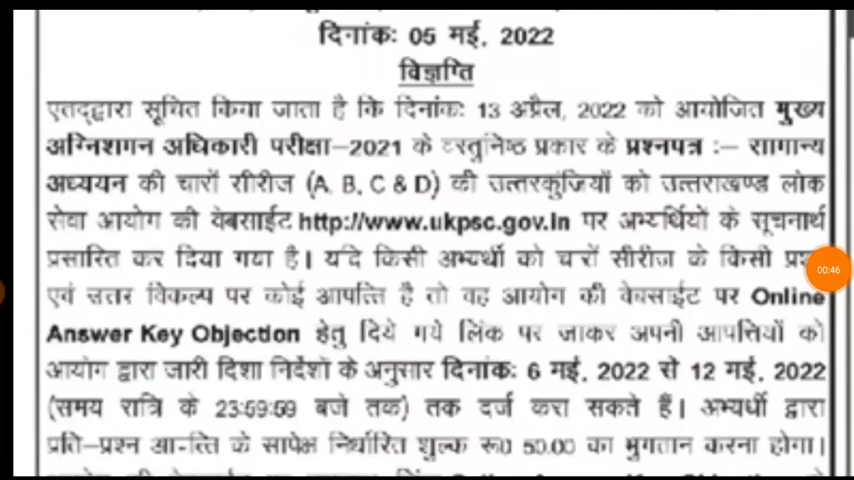 दिनांकः 05 मई, 2022
विज्ञप्ति
एतद्द्वारा सूचित किया जाता है कि दिनांकः 13 अप्रैल, 2022 को आयोजित मुख्य
अग्निशमन अधिकारी परीक्षा–2021 के वस्तुनिष्ठ प्रकार के प्रश्नपत्र :– सामान्य
अध्ययन की चारों सीरीज (A, B, C & D) की उत्तरकुंजियों को उत्तराखण्ड लोक
सेवा आयोग की वेबसाईट http://www.ukpsc.gov.in पर अभ्यर्थियों के सूचनार्थ
प्रसारित कर दिया गया है। यदि किसी अभ्यर्थी को चारों सीरीज के किसी
00:46
एवं उत्तर विकल्प पर कोई आपत्ति है तो वह आयोग की वेबसाईट पर Online
Answer Key Objection हेतु दिये गये लिंक पर जाकर अपनी आपत्तियों को
आयोग द्वारा जारी दिशा निर्देशों के अनुसार दिनांकः 6 मई, 2022 से 12 मई, 2022
(समय रात्रि के 23:59:59 बजे तक) तक दर्ज करा सकते हैं। अभ्यर्थी द्वारा
प्रति–प्रश्न आपत्ति के सापेक्ष निर्धारित शुल्क रू0 50.00 का भुगतान करना होगा।